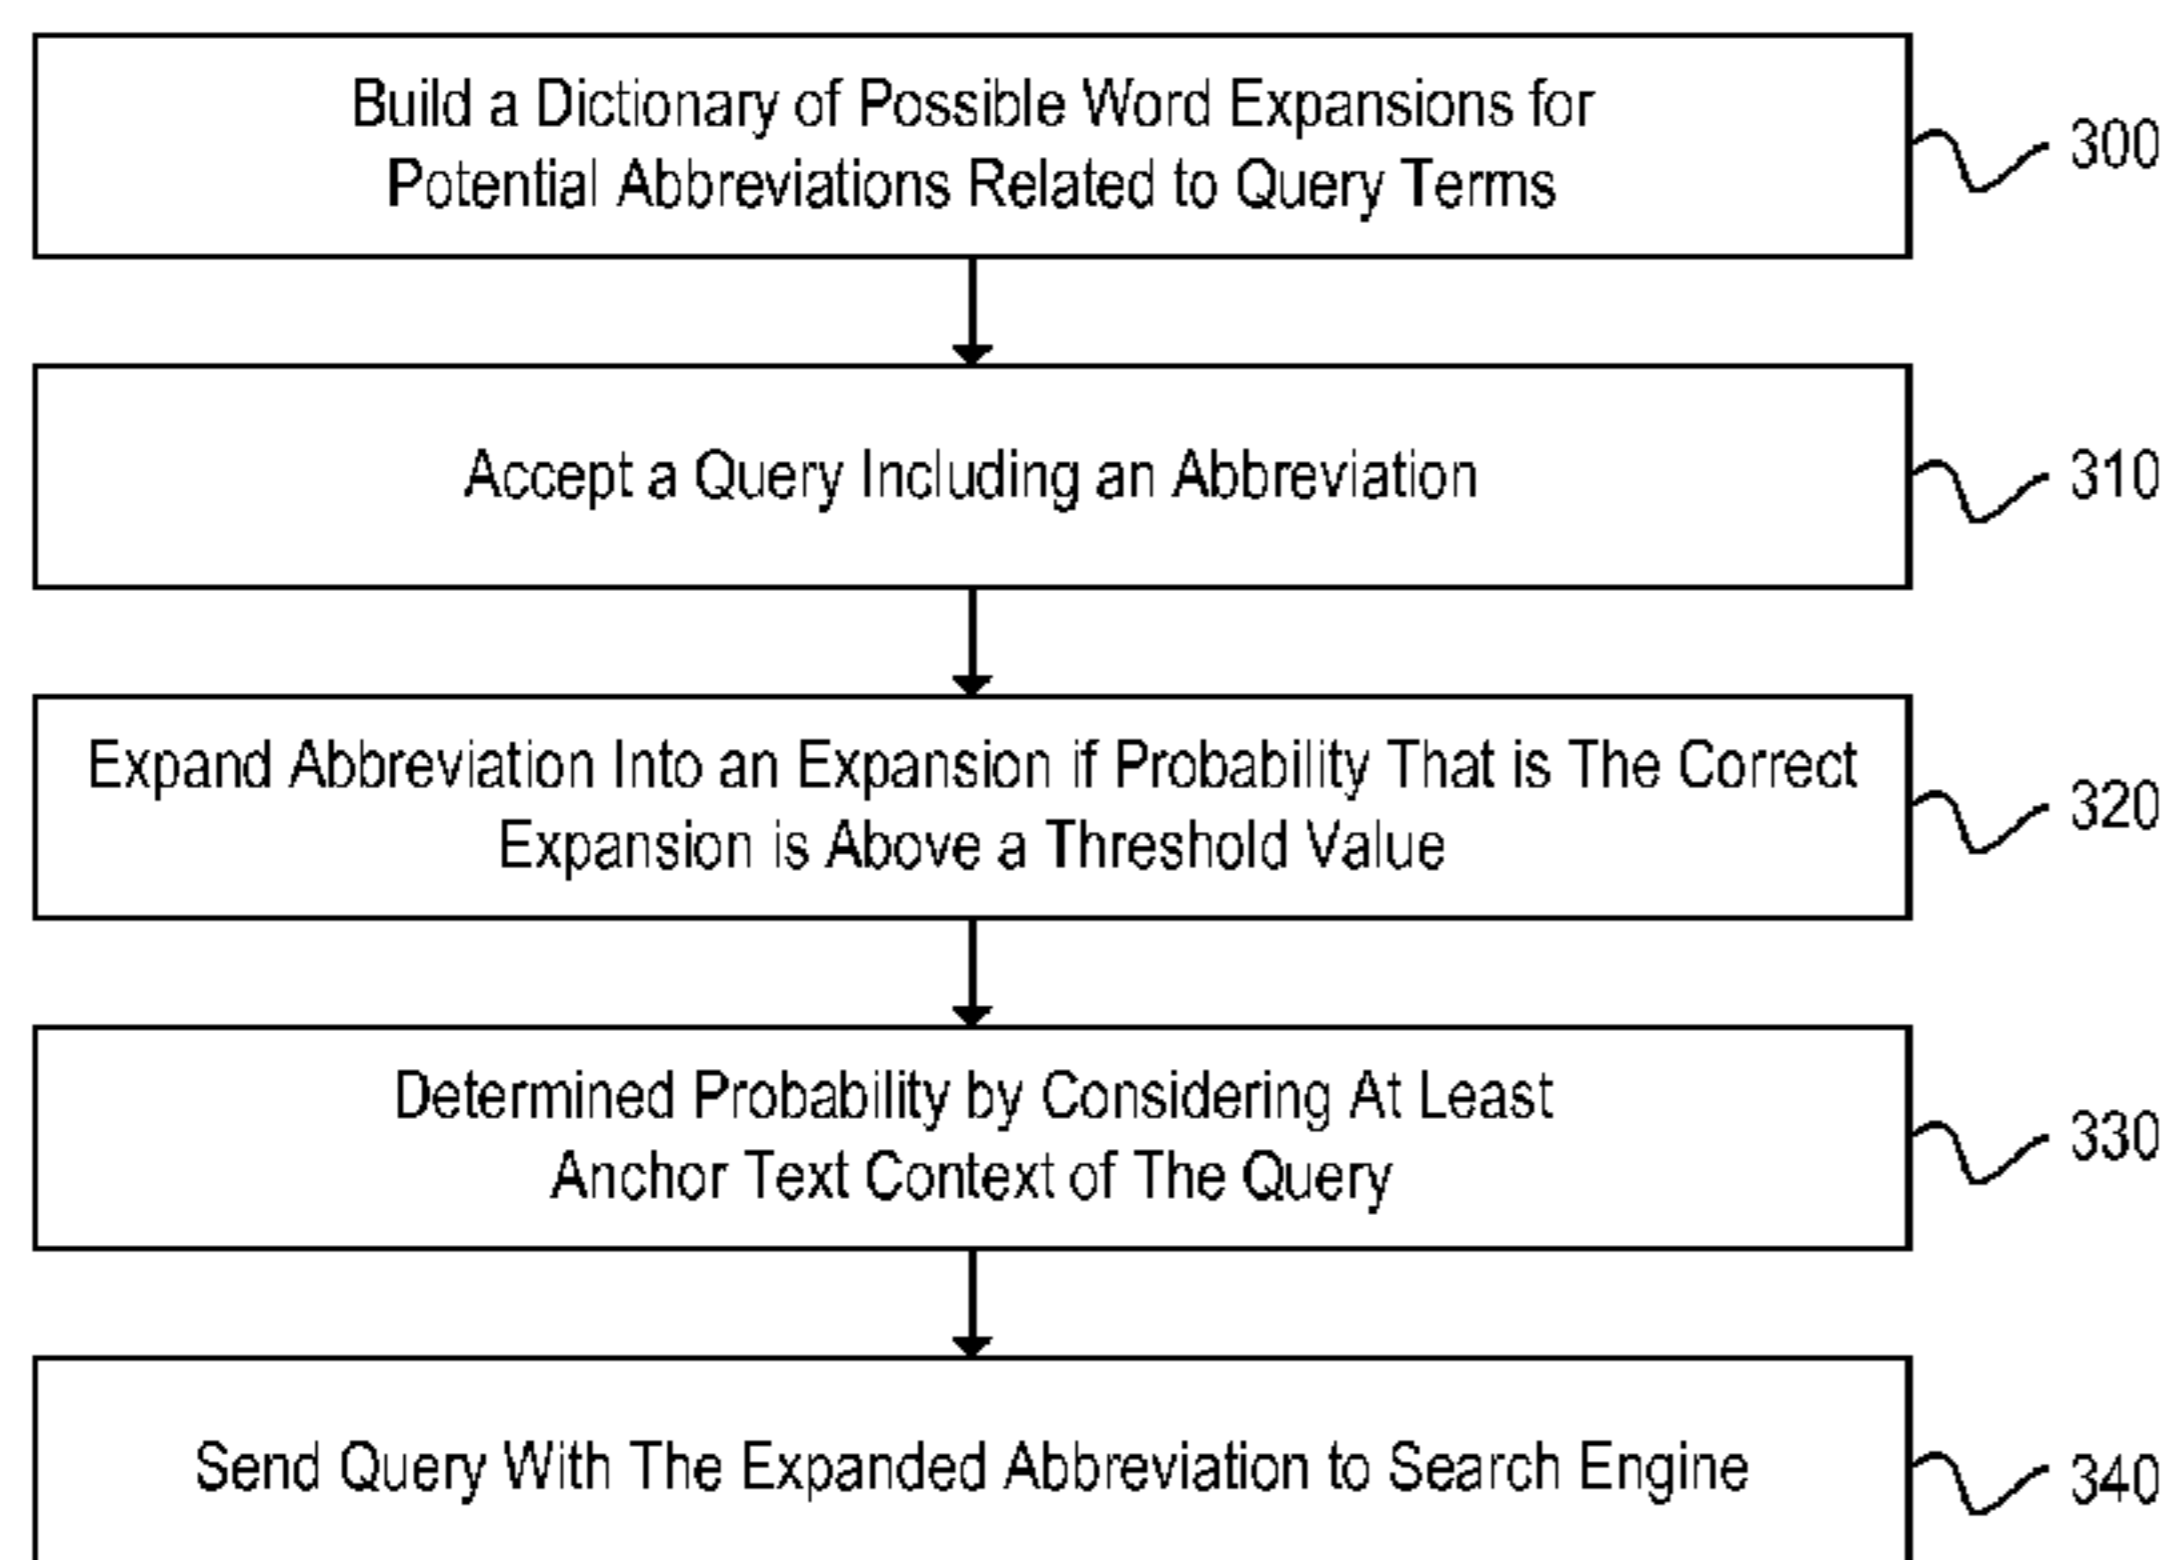 Build a Dictionary of Possible Word Expansions for
Potential Abbreviations Related to Query Terms
300
Accept a Query Including an Abbreviation
310
Expand Abbreviation Into an Expansion if Probability That is The Correct
Expansion is Above a Threshold Value
320
Determined Probability by Considering At Least
Anchor Text Context of The Query
330
Send Query With The Expanded Abbreviation to Search Engine
340